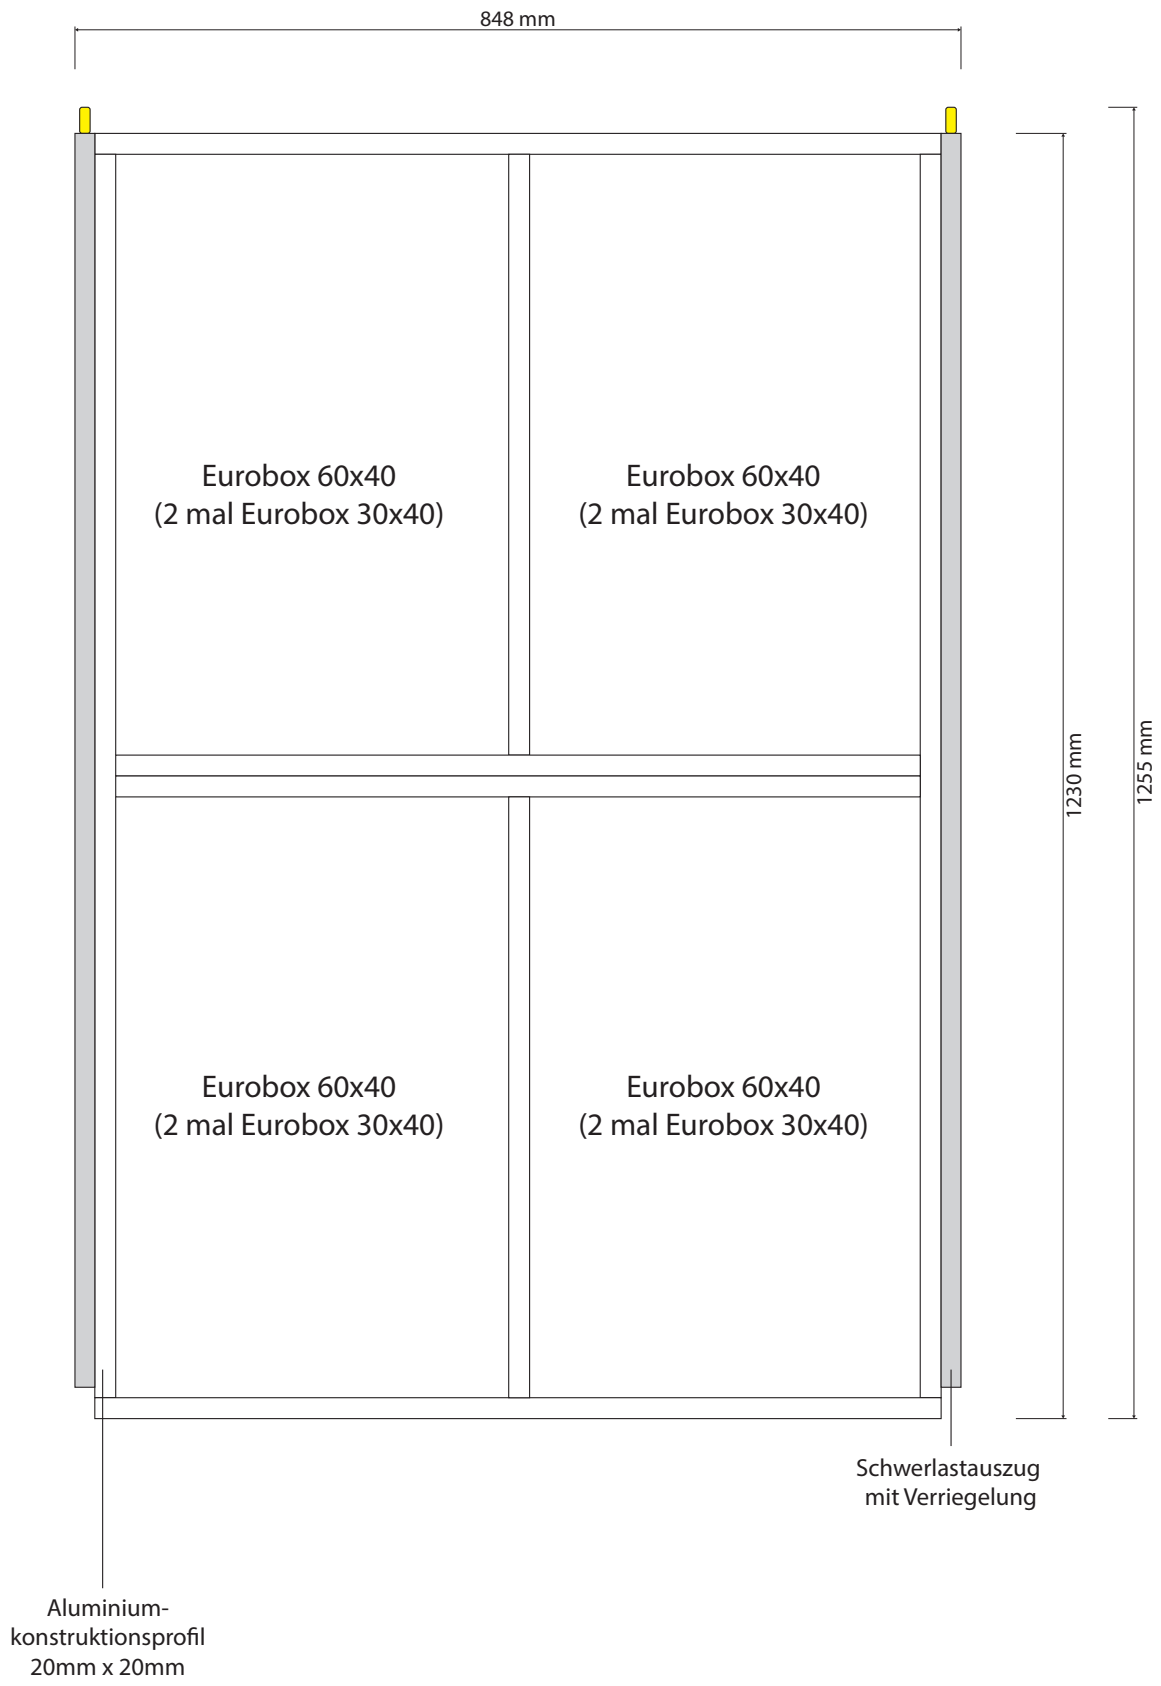 848 mm
Eurobox 60x40
(2 mal Eurobox 30x40)
Eurobox 60x40
(2 mal Eurobox 30x40)
1230 mm
1255 mm
Eurobox 60x40
(2 mal Eurobox 30x40)
Eurobox 60x40
(2 mal Eurobox 30x40)
Schwerlastauszug
mit Verriegelung
Aluminium-
konstruktionsprofil
20mm x 20mm